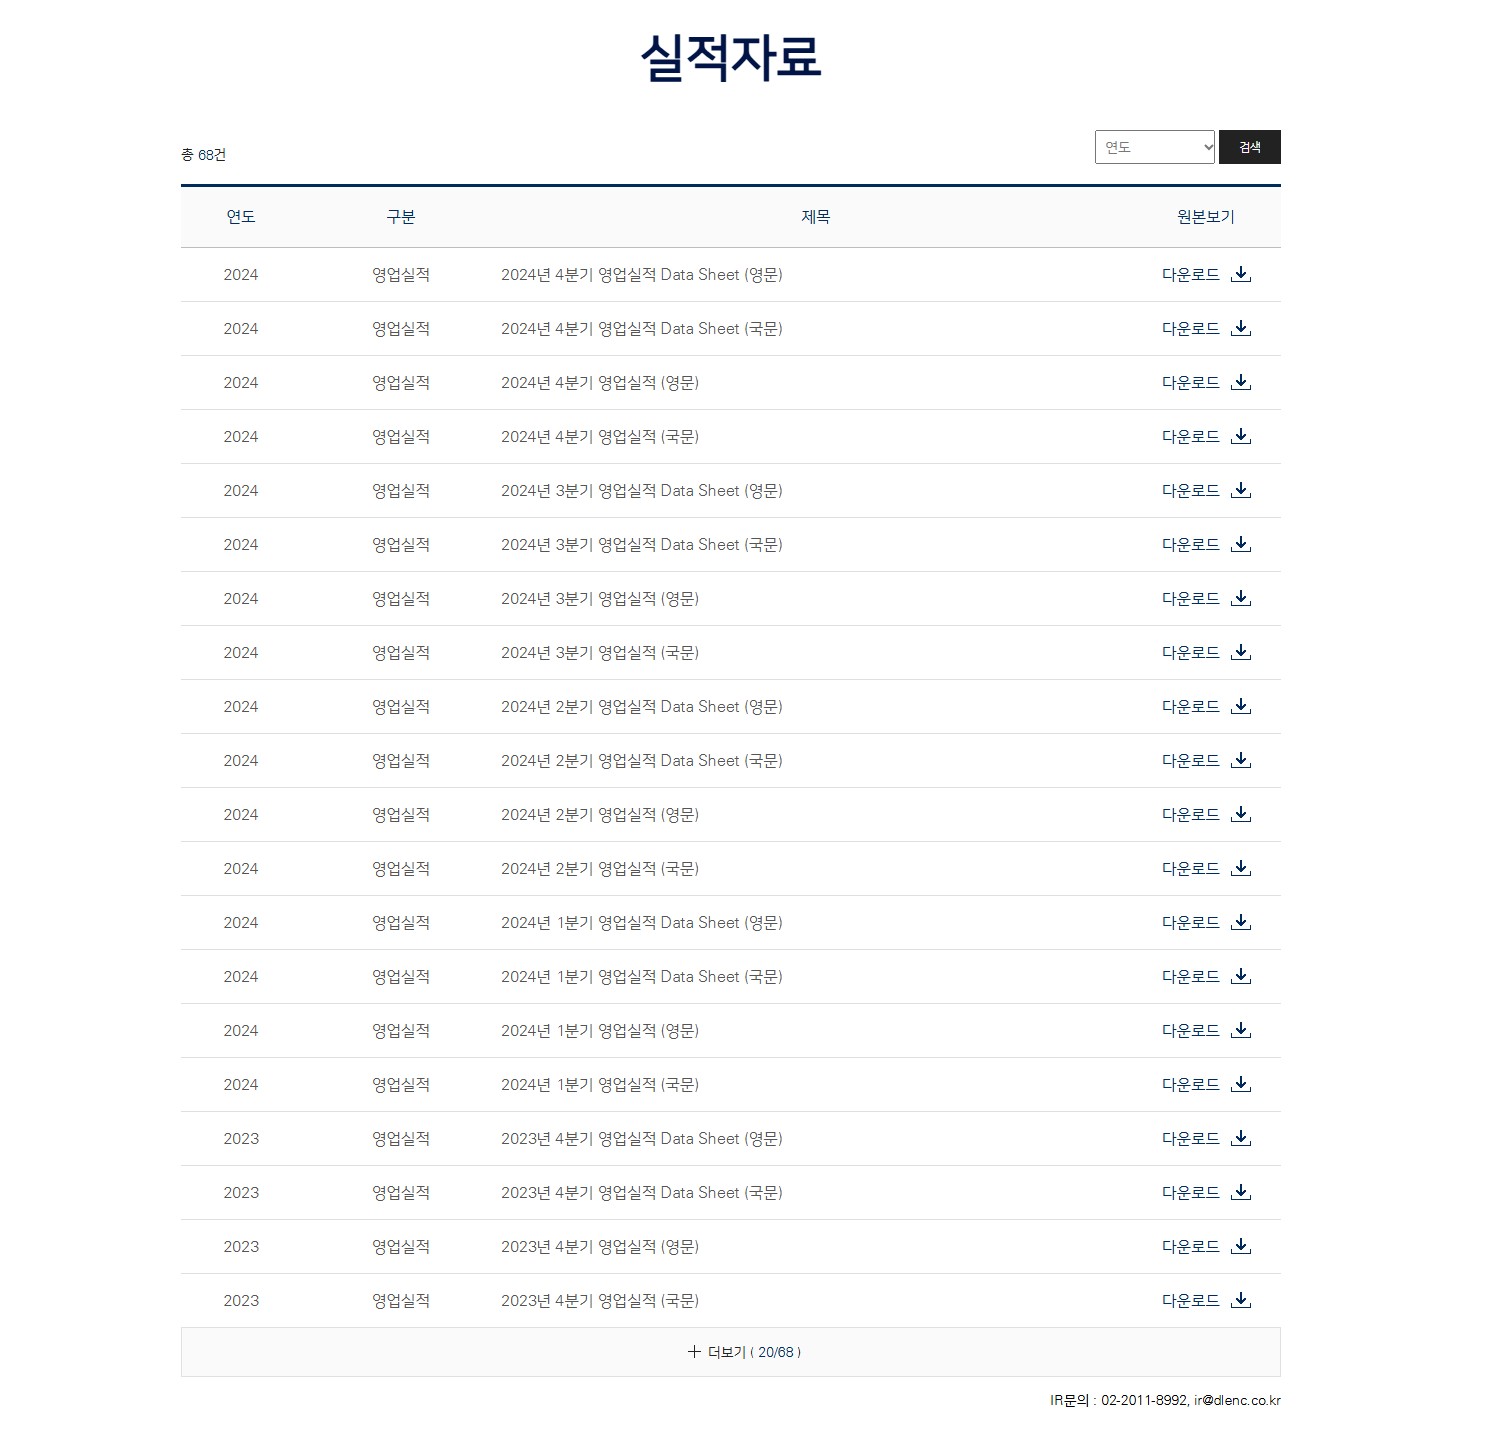 실적자료
총 68건
연도 검색
연도 구분 제목 원본보기
2024 영업실적 2024년 4분기 영업실적 Data Sheet (영문) 다운로드
2024 영업실적 2024년 4분기 영업실적 Data Sheet (국문) 다운로드
2024 영업실적 2024년 4분기 영업실적 (영문) 다운로드
2024 영업실적 2024년 4분기 영업실적 (국문) 다운로드
2024 영업실적 2024년 3분기 영업실적 Data Sheet (영문) 다운로드
2024 영업실적 2024년 3분기 영업실적 Data Sheet (국문) 다운로드
2024 영업실적 2024년 3분기 영업실적 (영문) 다운로드
2024 영업실적 2024년 3분기 영업실적 (국문) 다운로드
2024 영업실적 2024년 2분기 영업실적 Data Sheet (영문) 다운로드
2024 영업실적 2024년 2분기 영업실적 Data Sheet (국문) 다운로드
2024 영업실적 2024년 2분기 영업실적 (영문) 다운로드
2024 영업실적 2024년 2분기 영업실적 (국문) 다운로드
2024 영업실적 2024년 1분기 영업실적 Data Sheet (영문) 다운로드
2024 영업실적 2024년 1분기 영업실적 Data Sheet (국문) 다운로드
2024 영업실적 2024년 1분기 영업실적 (영문) 다운로드
2024 영업실적 2024년 1분기 영업실적 (국문) 다운로드
2023 영업실적 2023년 4분기 영업실적 Data Sheet (영문) 다운로드
2023 영업실적 2023년 4분기 영업실적 Data Sheet (국문) 다운로드
2023 영업실적 2023년 4분기 영업실적 (영문) 다운로드
2023 영업실적 2023년 4분기 영업실적 (국문) 다운로드
더보기 ( 20/68 )
IR문의 : 02-2011-8992, ir@dlenc.co.kr